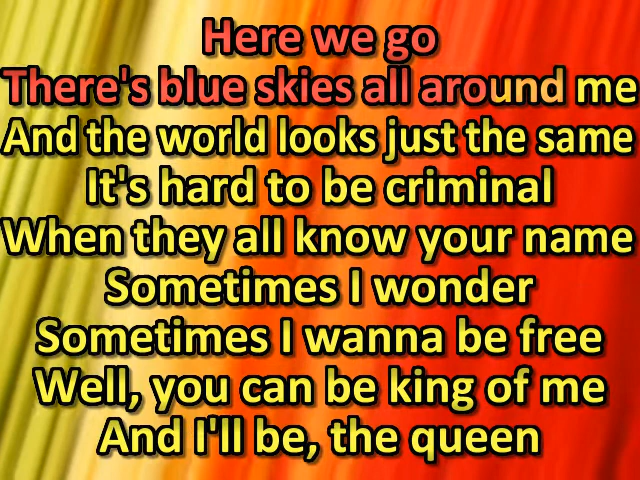 Here we go
There's blue skies all around me
And the world looks just the same
It's hard to be criminal
When they all know your name
Sometimes I wonder
Sometimes I wanna be free
Well, you can be king of me
And I'll be, the queen